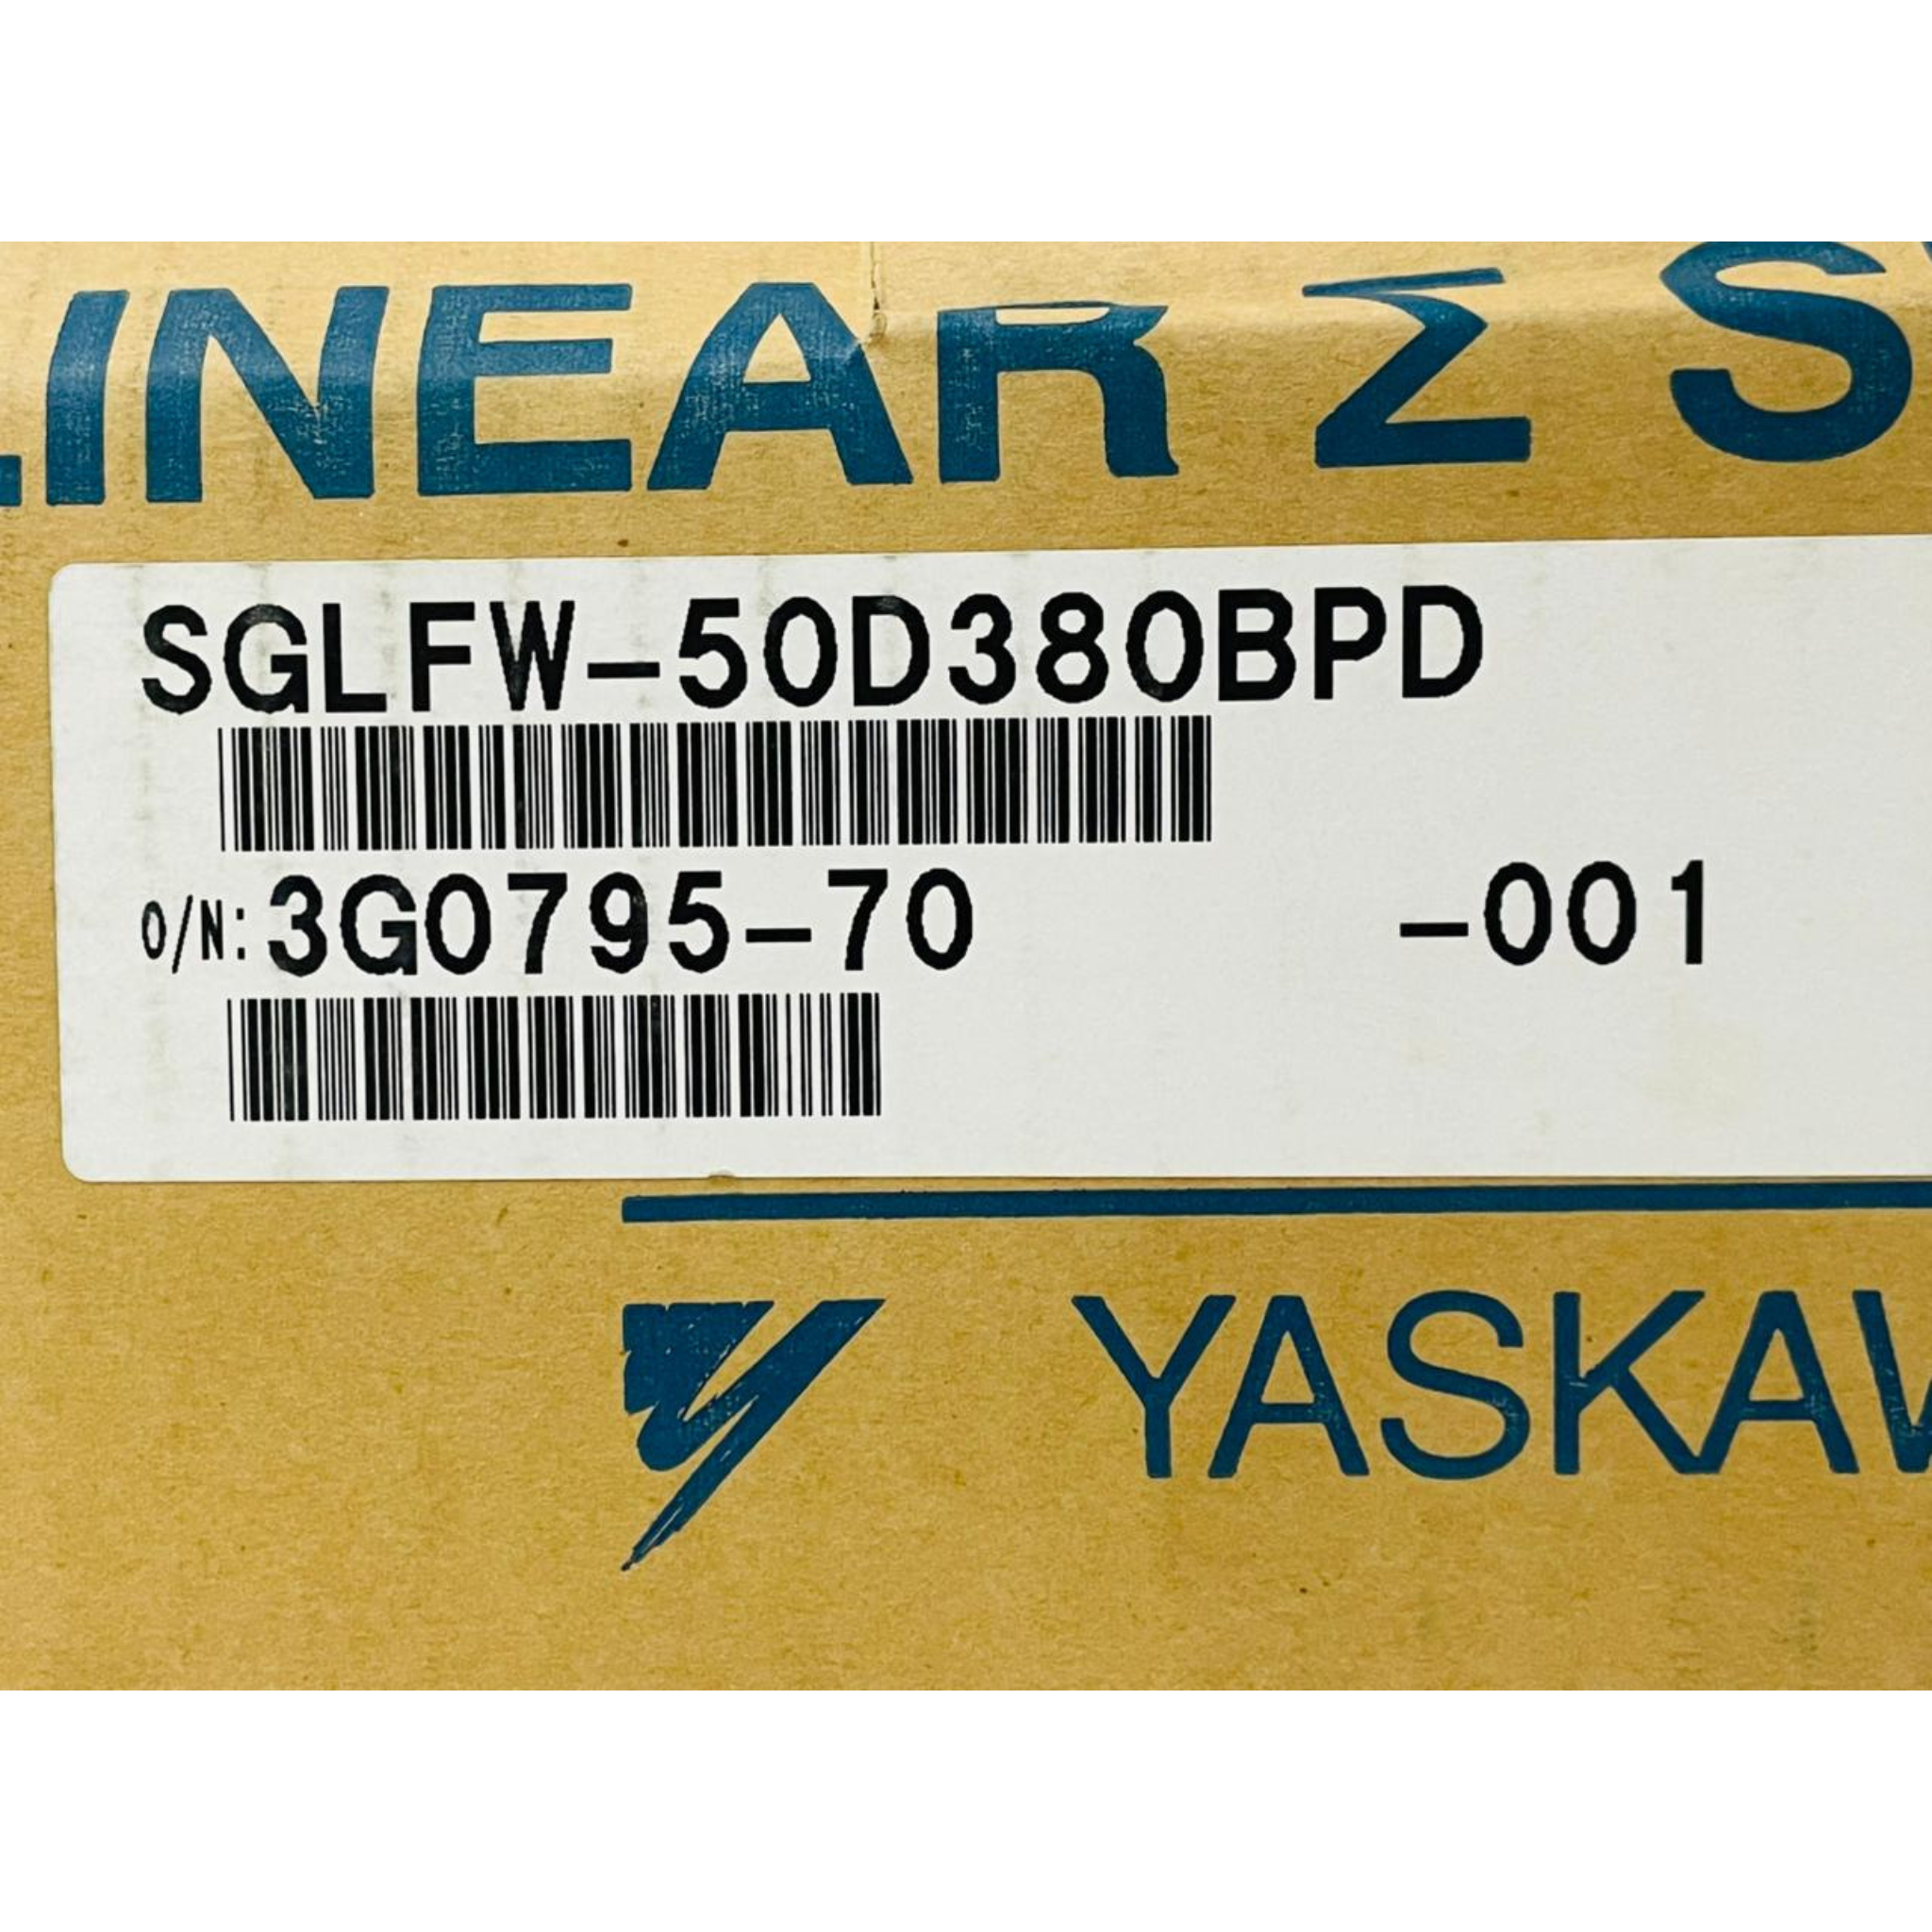 LINEAR Σ S
SGLFW-50D380BPD
O/N: 3G0795-70 -001
YASKAW